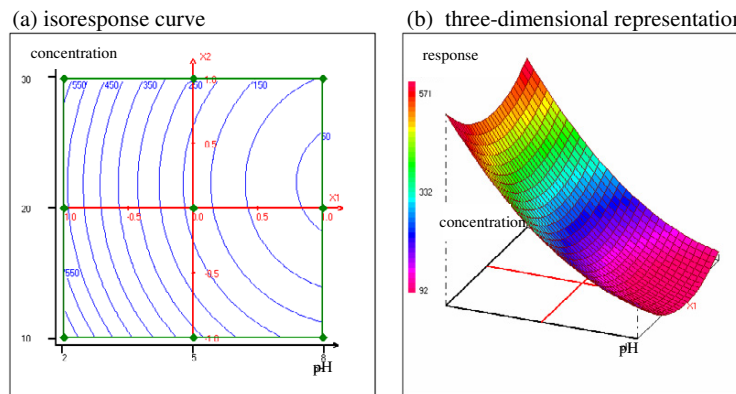 (a) isoresponse curve
(b) three-dimensional representation
concentration
X2
30
550 450 350 250 150
1.0
0.5
50
X1
20
-1.0 -0.5 0.0 0.5 1.0
-0.5
550
10
-1.0
2 5 8
pH
response
571
332
concentration
92
X1
pH